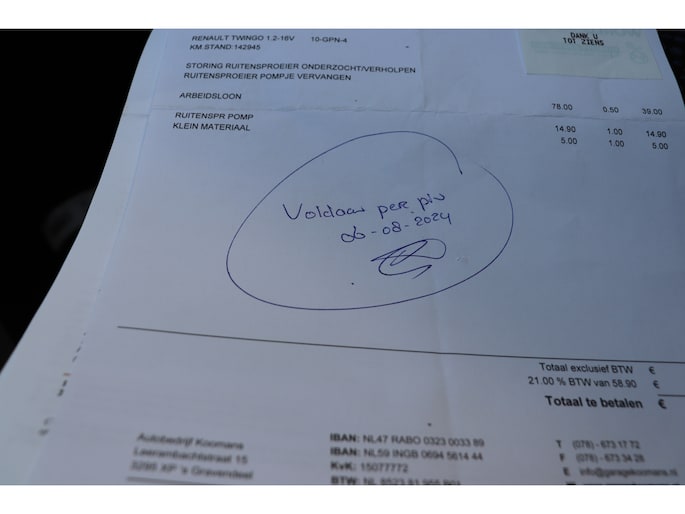 DANK U
TOT ZIENS
RENAULT TWINGO 1.2-16V 10-GPN-4
KM.STAND:142945
STORING RUITENSPROEIER ONDERZOCHT/VERHOLPEN
RUITENSPROEIER POMPJE VERVANGEN
ARBEIDSLOON 78.00 0.50 39.00
RUITENSPR POMP 14.90 1.00 14.90
KLEIN MATERIAAL 5.00 1.00 5.00
Voldaan per pin
06-08-2024
Totaal exclusief BTW €
21.00 % BTW van 58.90 €
Totaal te betalen €
Autobedrijf Koomans
Leerambachtstraat 15
3295 XP 's Gravendeel
IBAN: NL47 RABO 0323 0033 89
IBAN: NL59 INGB 0694 5614 44
KvK: 15077772
BTW: NL
T (078) - 673 17 72
F (078) - 673 34 28
E info@garagekoomans.nl